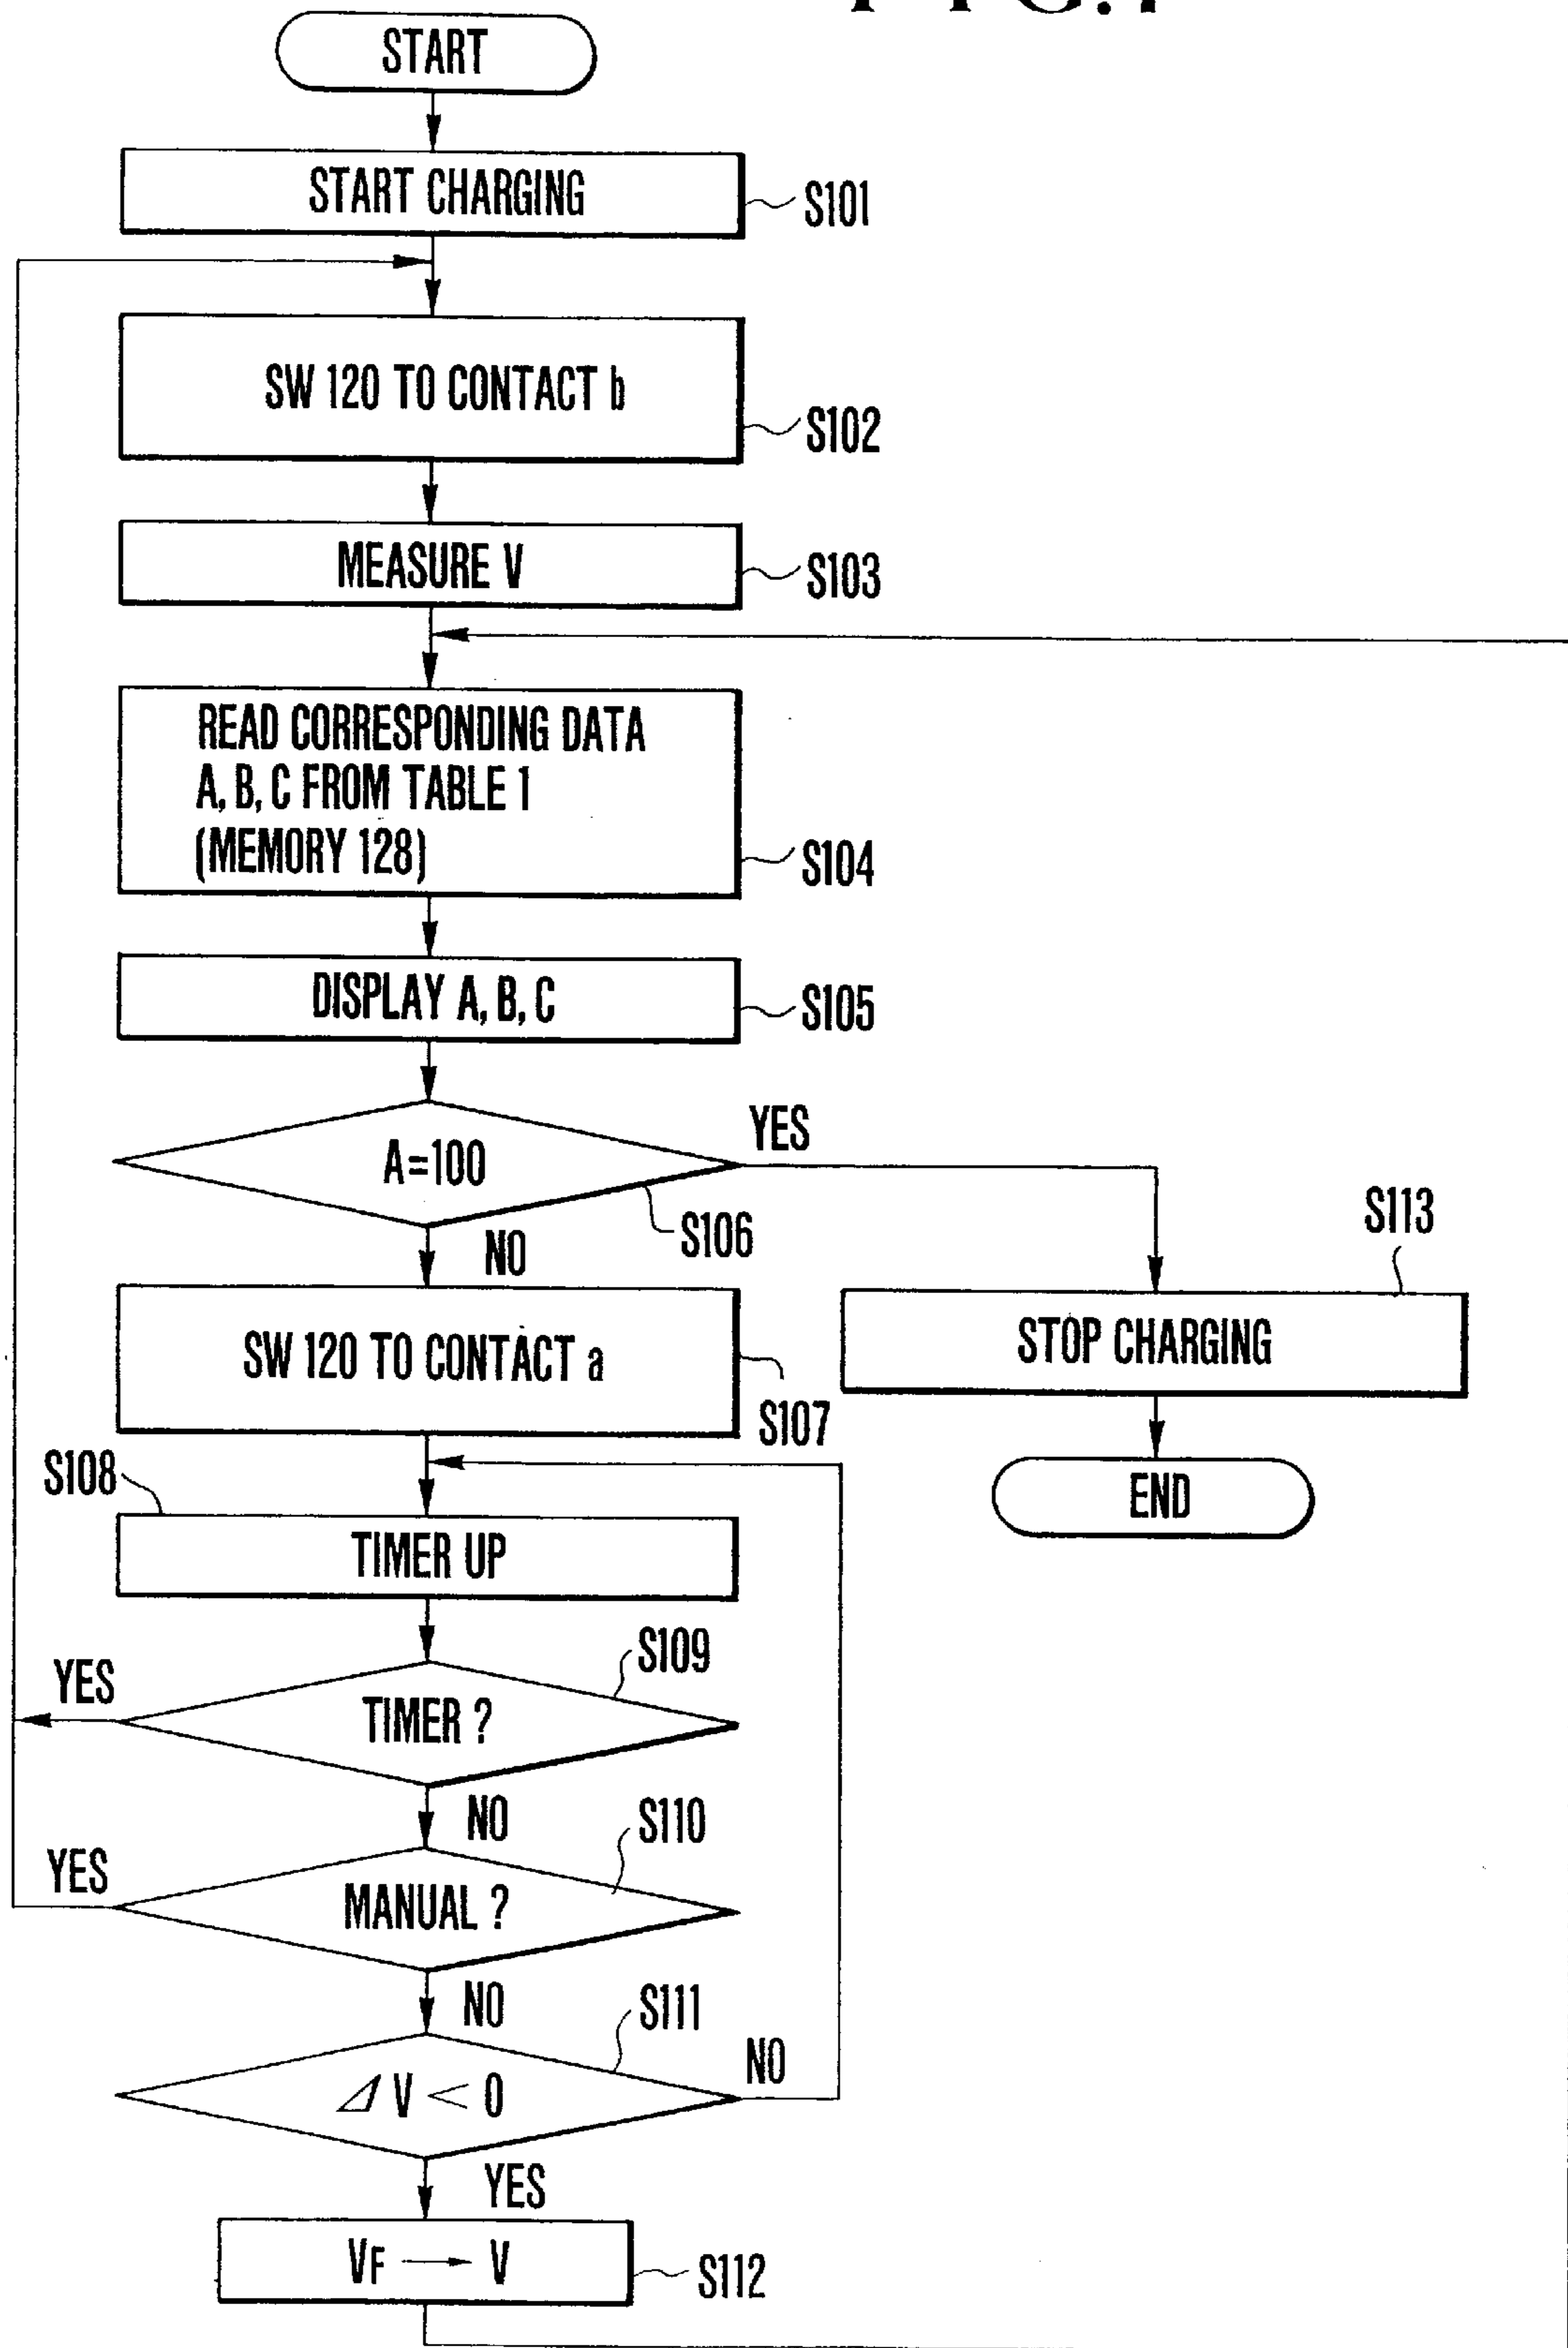 START
START CHARGING
S101
SW 120 TO CONTACT b
S102
MEASURE V
S103
READ CORRESPONDING DATA
A, B, C FROM TABLE 1
(MEMORY 128)
S104
DISPLAY A, B, C
S105
A=100
YES
S106
NO
S113
SW 120 TO CONTACT a
STOP CHARGING
S107
S108
END
TIMER UP
S109
YES
TIMER ?
NO
S110
YES
MANUAL ?
NO
S111
NO
⊿V < 0
YES
VF → V
S112